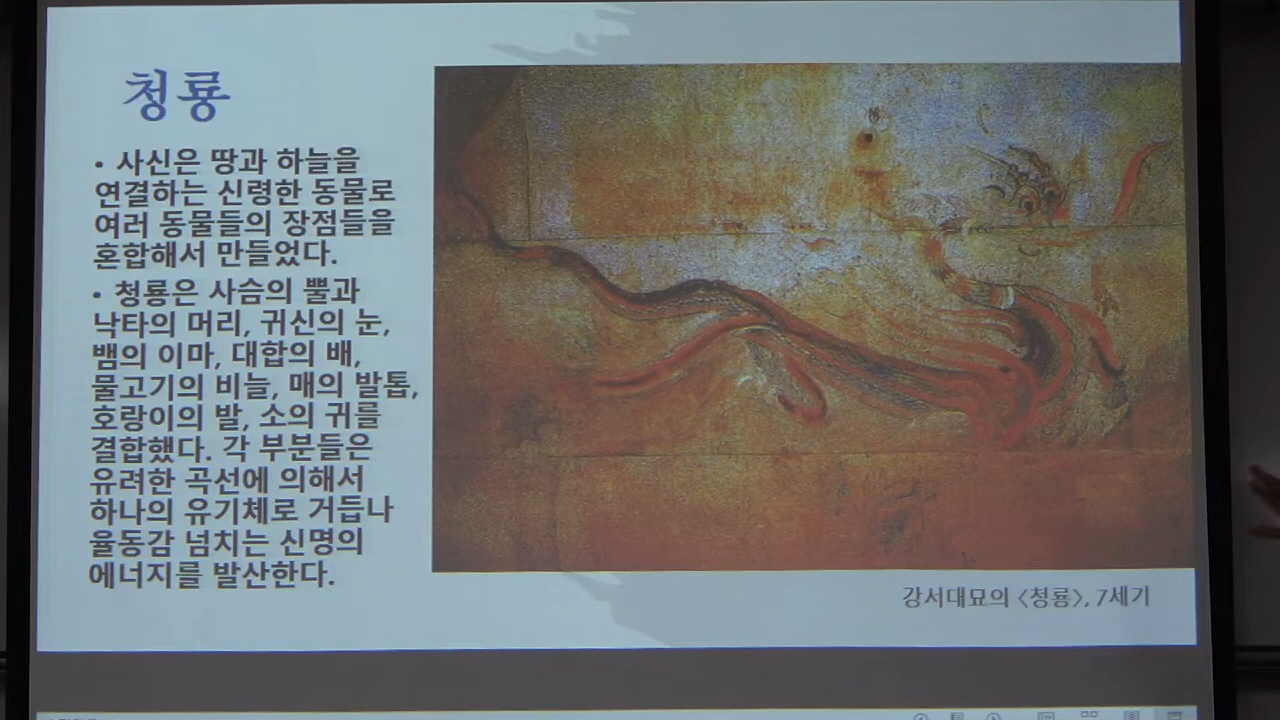 청룡
• 사신은 땅과 하늘을
연결하는 신령한 동물로
여러 동물들의 장점들을
혼합해서 만들었다.
• 청룡은 사슴의 뿔과
낙타의 머리, 귀신의 눈,
뱀의 이마, 대합의 배,
물고기의 비늘, 매의 발톱,
호랑이의 발, 소의 귀를
결합했다. 각 부분들은
유려한 곡선에 의해서
하나의 유기체로 거듭나
율동감 넘치는 신명의
에너지를 발산한다.
강서대묘의 <청룡>, 7세기